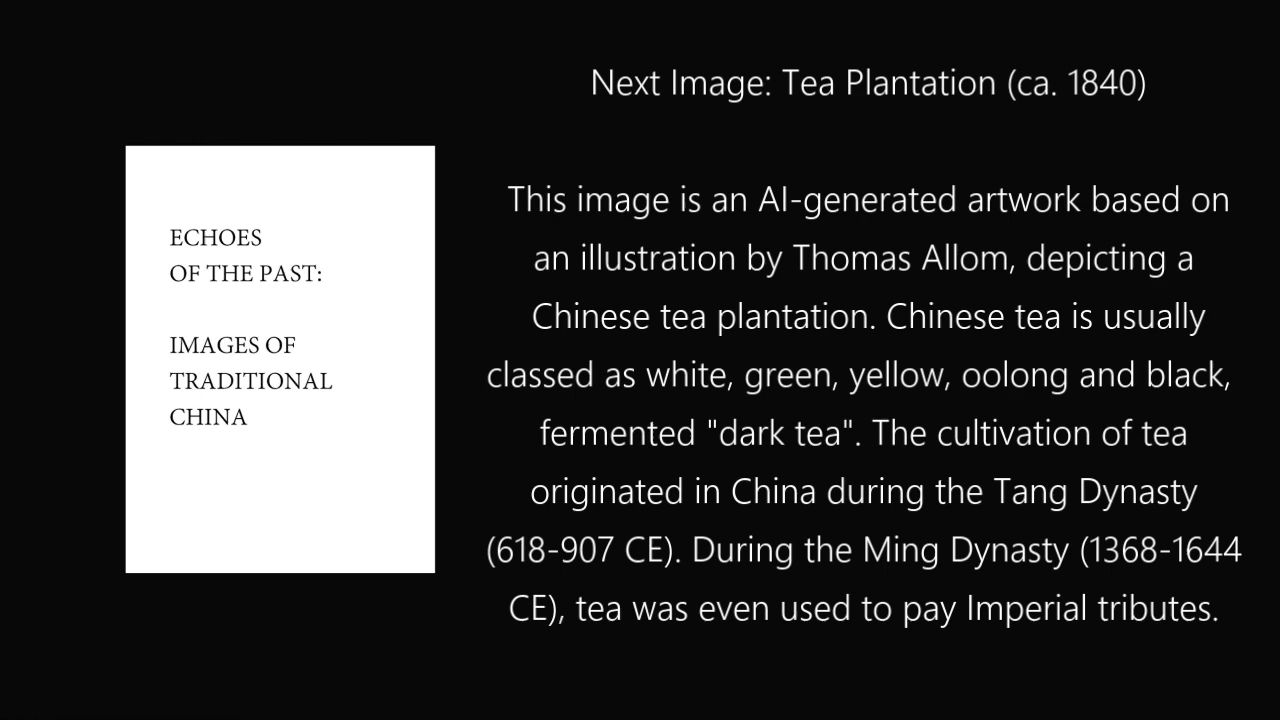 ECHOES
OF THE PAST:
IMAGES OF
TRADITIONAL
CHINA
Next Image: Tea Plantation (ca. 1840)
This image is an AI-generated artwork based on
an illustration by Thomas Allom, depicting a
Chinese tea plantation. Chinese tea is usually
classed as white, green, yellow, oolong and black,
fermented "dark tea". The cultivation of tea
originated in China during the Tang Dynasty
(618-907 CE). During the Ming Dynasty (1368-1644
CE), tea was even used to pay Imperial tributes.